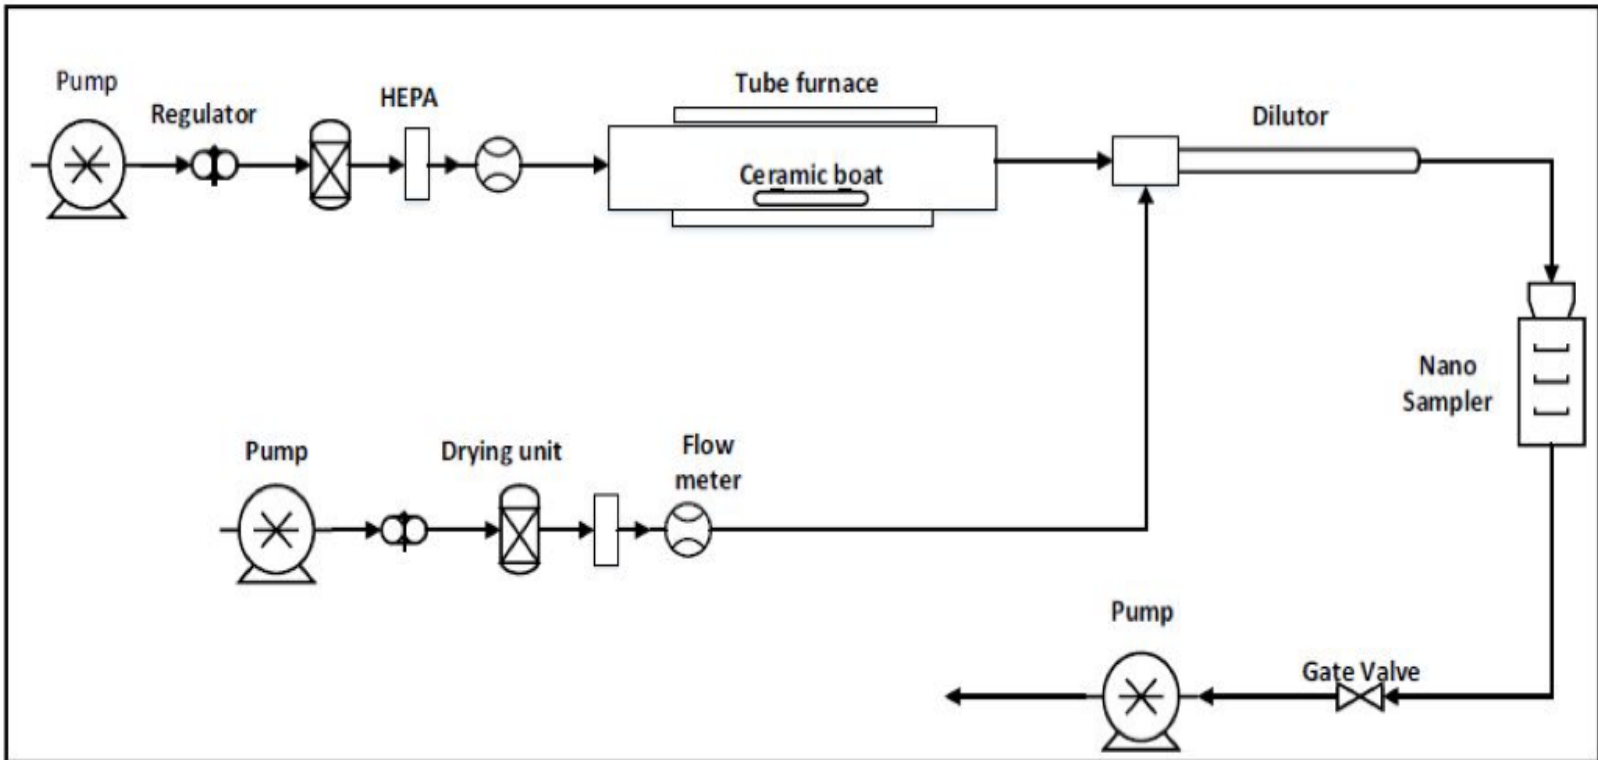 Pump
Regulator
HEPA
Tube furnace
Ceramic boat
Dilutor
Nano
Sampler
Pump
Drying unit
Flow
meter
Pump
Gate Valve